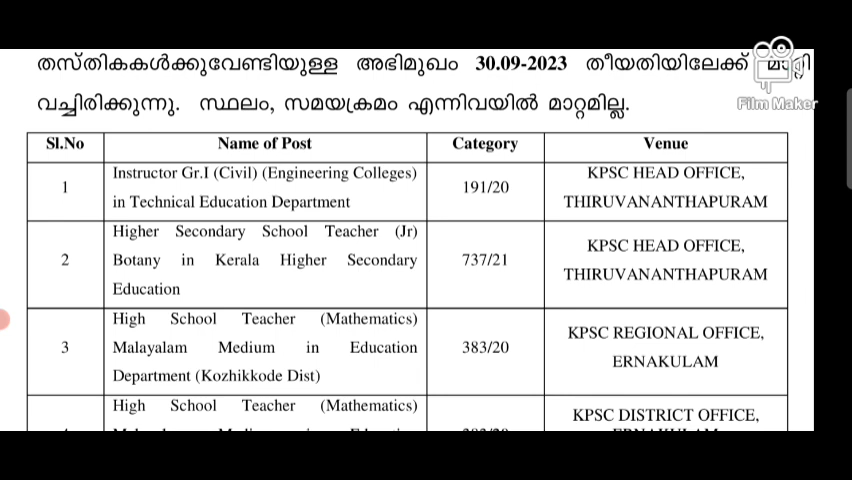 തസ്തികകൾക്കുവേണ്ടിയുള്ള അഭിമുഖം 30.09-2023 തീയതിയിലേക്ക് മാറ്റി
വച്ചിരിക്കുന്നു. സ്ഥലം, സമയക്രമം എന്നിവയിൽ മാറ്റമില്ല.
Film Maker
Sl.No Name of Post Category Venue
1 Instructor Gr.I (Civil) (Engineering Colleges) in Technical Education Department 191/20 KPSC HEAD OFFICE, THIRUVANANTHAPURAM
2 Higher Secondary School Teacher (Jr) Botany in Kerala Higher Secondary Education 737/21 KPSC HEAD OFFICE, THIRUVANANTHAPURAM
3 High School Teacher (Mathematics) Malayalam Medium in Education Department (Kozhikkode Dist) 383/20 KPSC REGIONAL OFFICE, ERNAKULAM
High School Teacher (Mathematics) KPSC DISTRICT OFFICE,